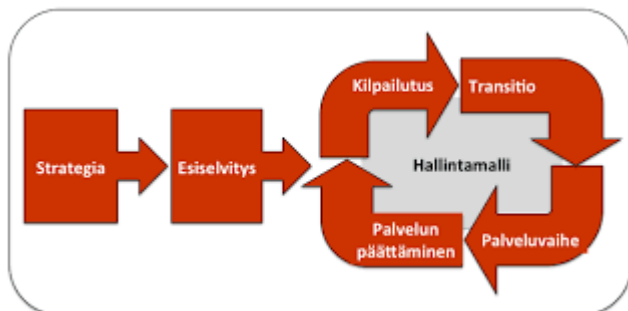 Strategia
Esiselvitys
Kilpailutus
Transitio
Hallintamalli
Palveluvaihe
Palvelun
päättäminen